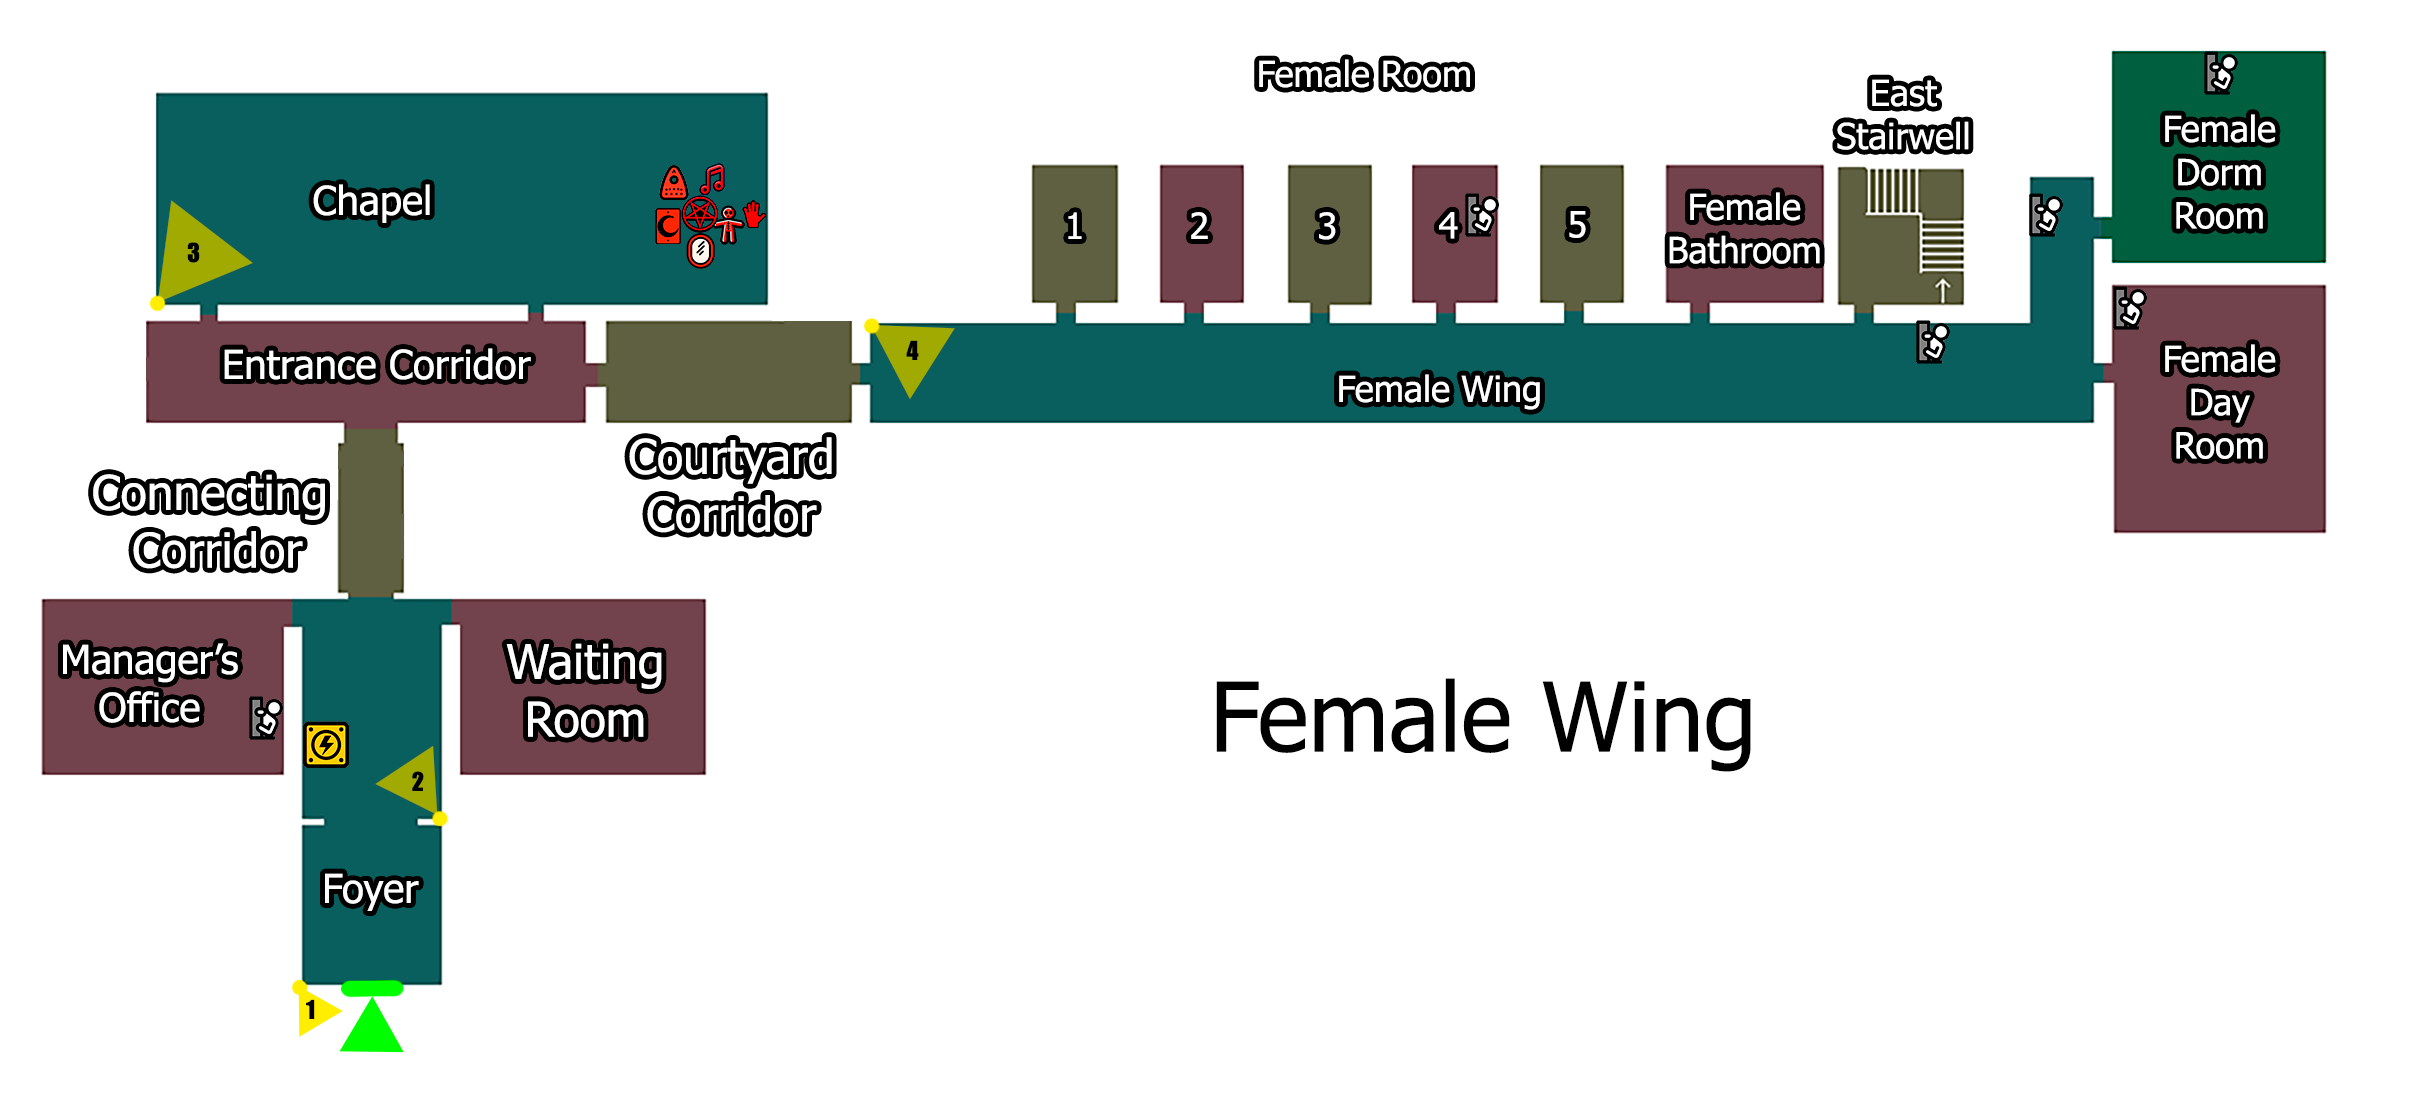 Female Room
East
Stairwell
Female
Dorm
Room
Chapel
3
1
2
3
4
5
Female
Bathroom
Entrance Corridor
4
Female Wing
Female
Day
Room
Courtyard
Corridor
Connecting
Corridor
Manager's
Office
Waiting
Room
Female Wing
2
Foyer
1